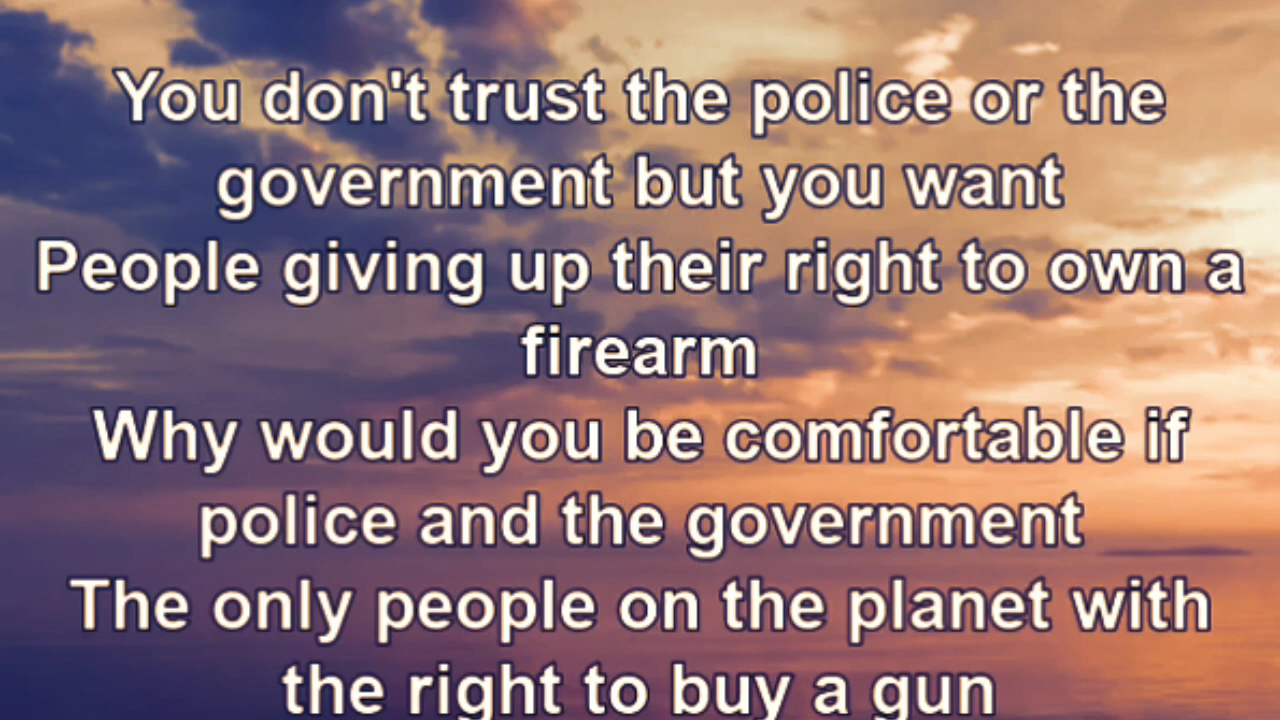 You don't trust the police or the
government but you want
People giving up their right to own a
firearm
Why would you be comfortable if
police and the government
The only people on the planet with
the right to buy a gun